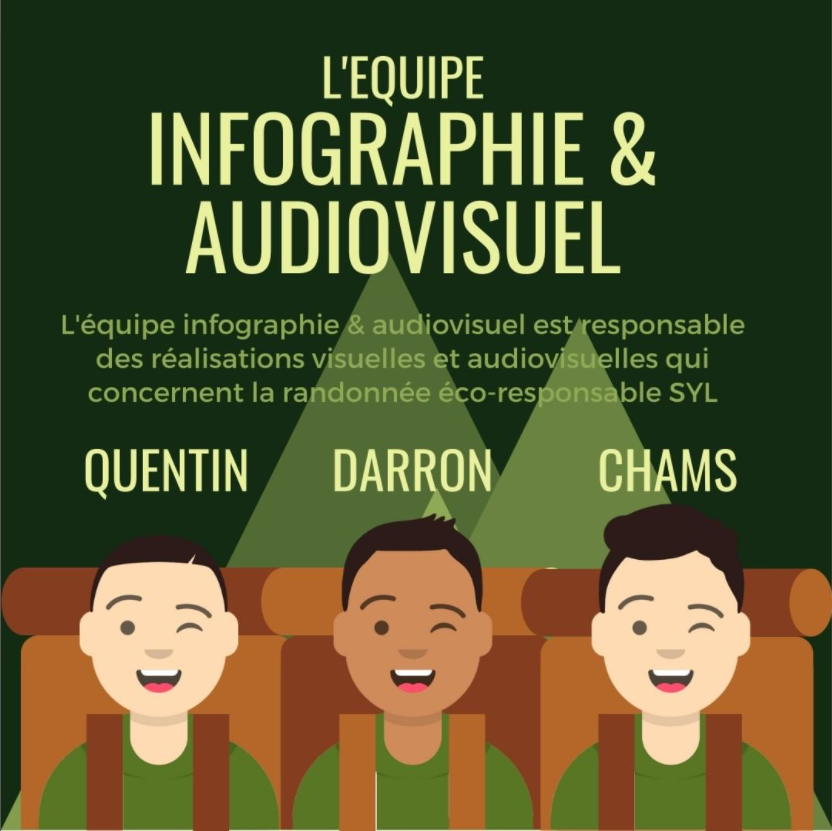 L'EQUIPE
INFOGRAPHIE &
AUDIOVISUEL
L'équipe infographie & audiovisuel est responsable
des réalisations visuelles et audiovisuelles qui
concernent la randonnée éco-responsable SYL
QUENTIN DARRON CHAMS